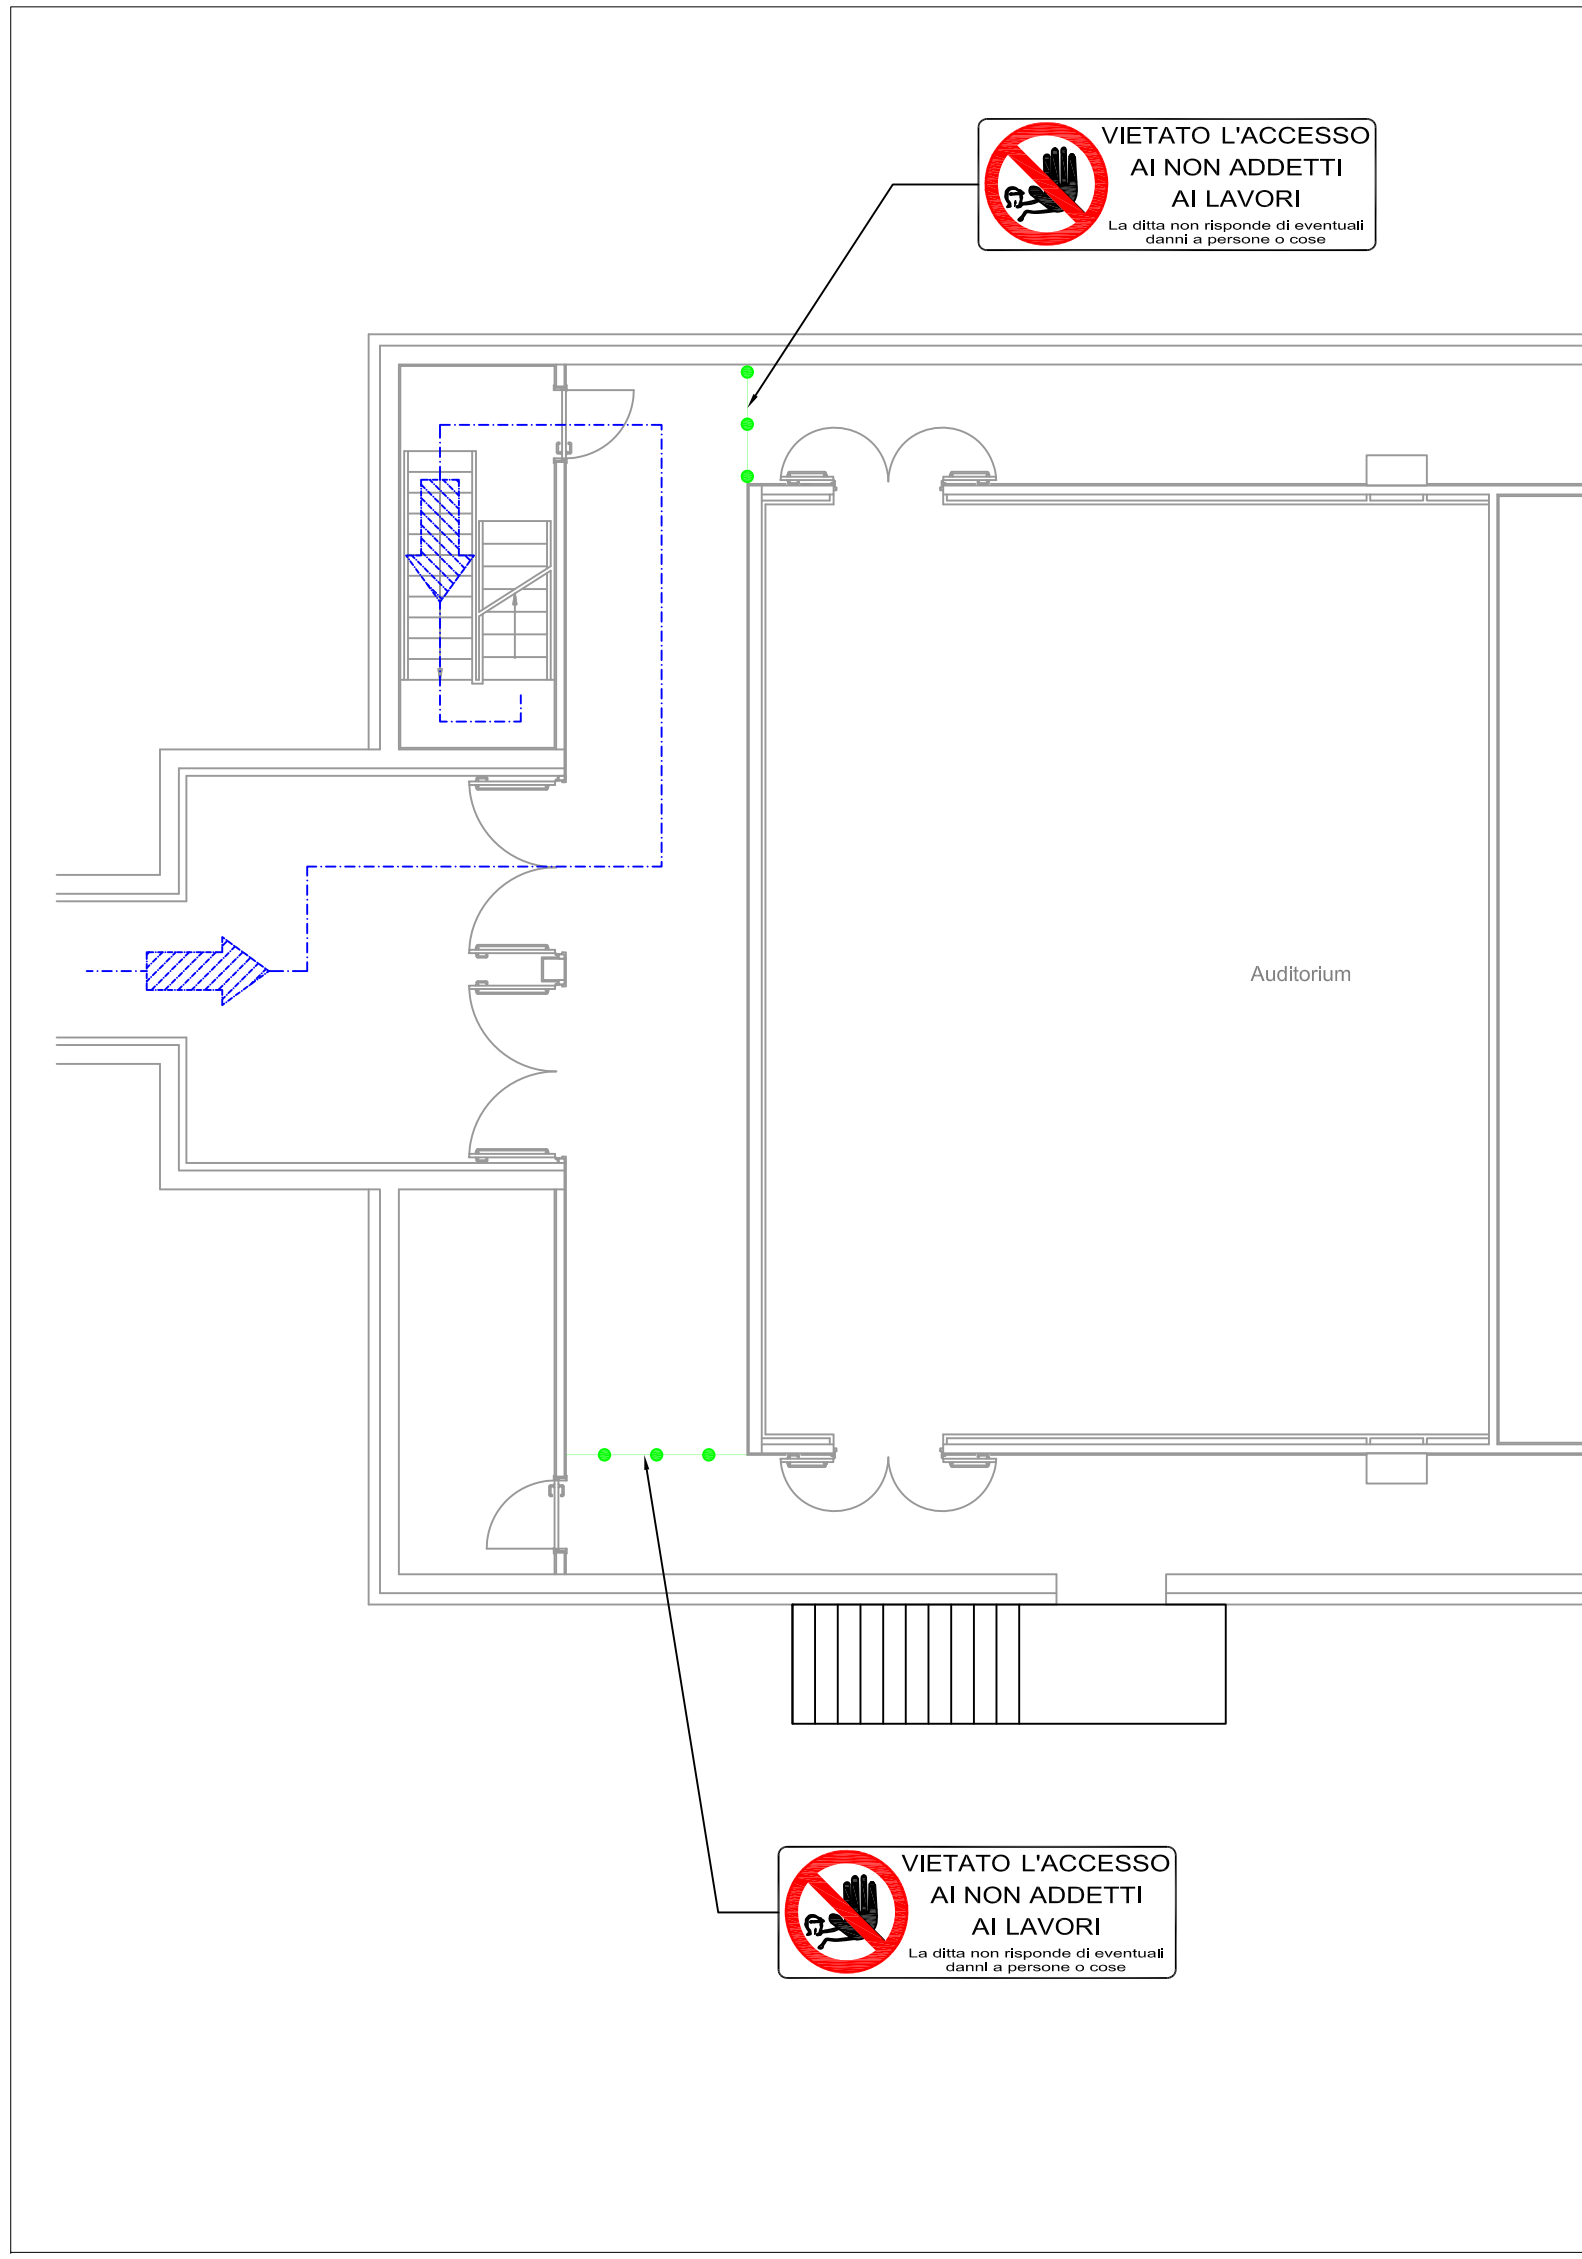 VIETATO L'ACCESSO
AI NON ADDETTI
AI LAVORI
La ditta non risponde di eventuali
danni a persone o cose
Auditorium
VIETATO L'ACCESSO
AI NON ADDETTI
AI LAVORI
La ditta non risponde di eventuali
danni a persone o cose